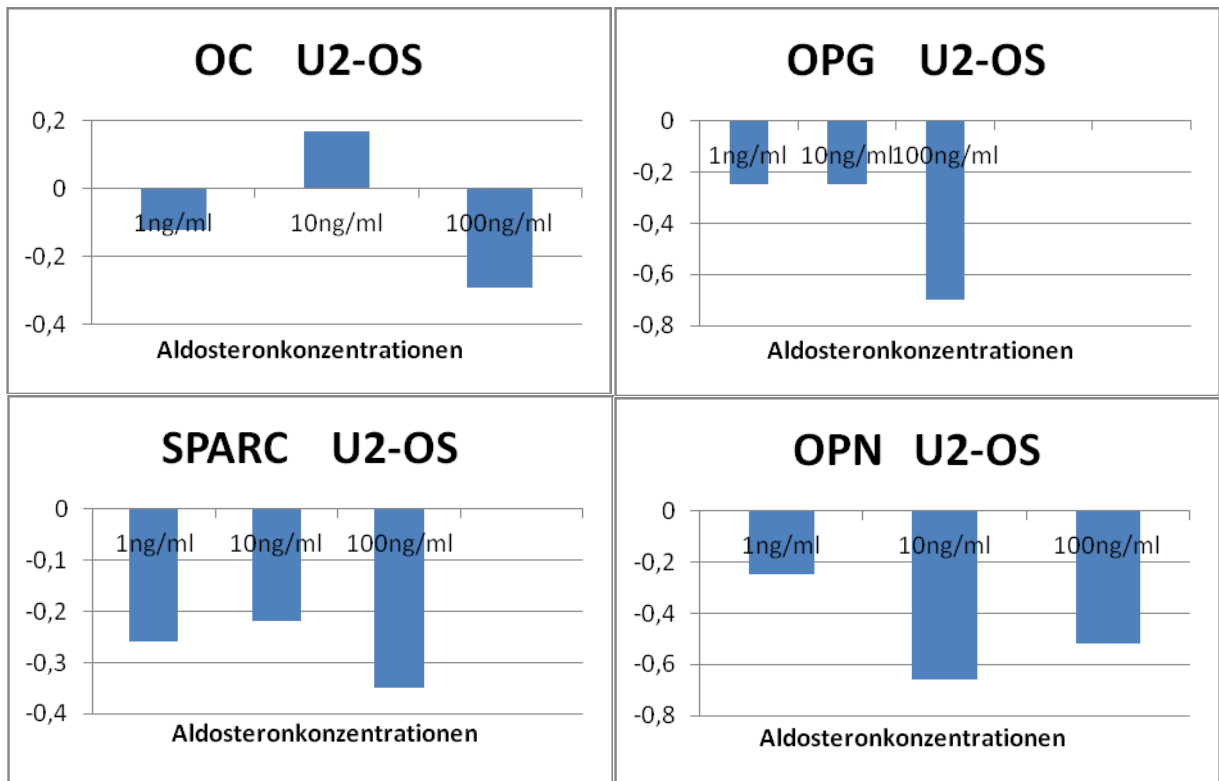 OC U2-OS
0,2
0
-0,2
-0,4
1ng/ml 10ng/ml 100ng/ml
Aldosteronkonzentrationen
OPG U2-OS
0
-0,2
-0,4
-0,6
-0,8
1ng/ml 10ng/ml 100ng/ml
Aldosteronkonzentrationen
SPARC U2-OS
0
-0,1
-0,2
-0,3
-0,4
1ng/ml 10ng/ml 100ng/ml
Aldosteronkonzentrationen
OPN U2-OS
0
-0,2
-0,4
-0,6
-0,8
1ng/ml 10ng/ml 100ng/ml
Aldosteronkonzentrationen